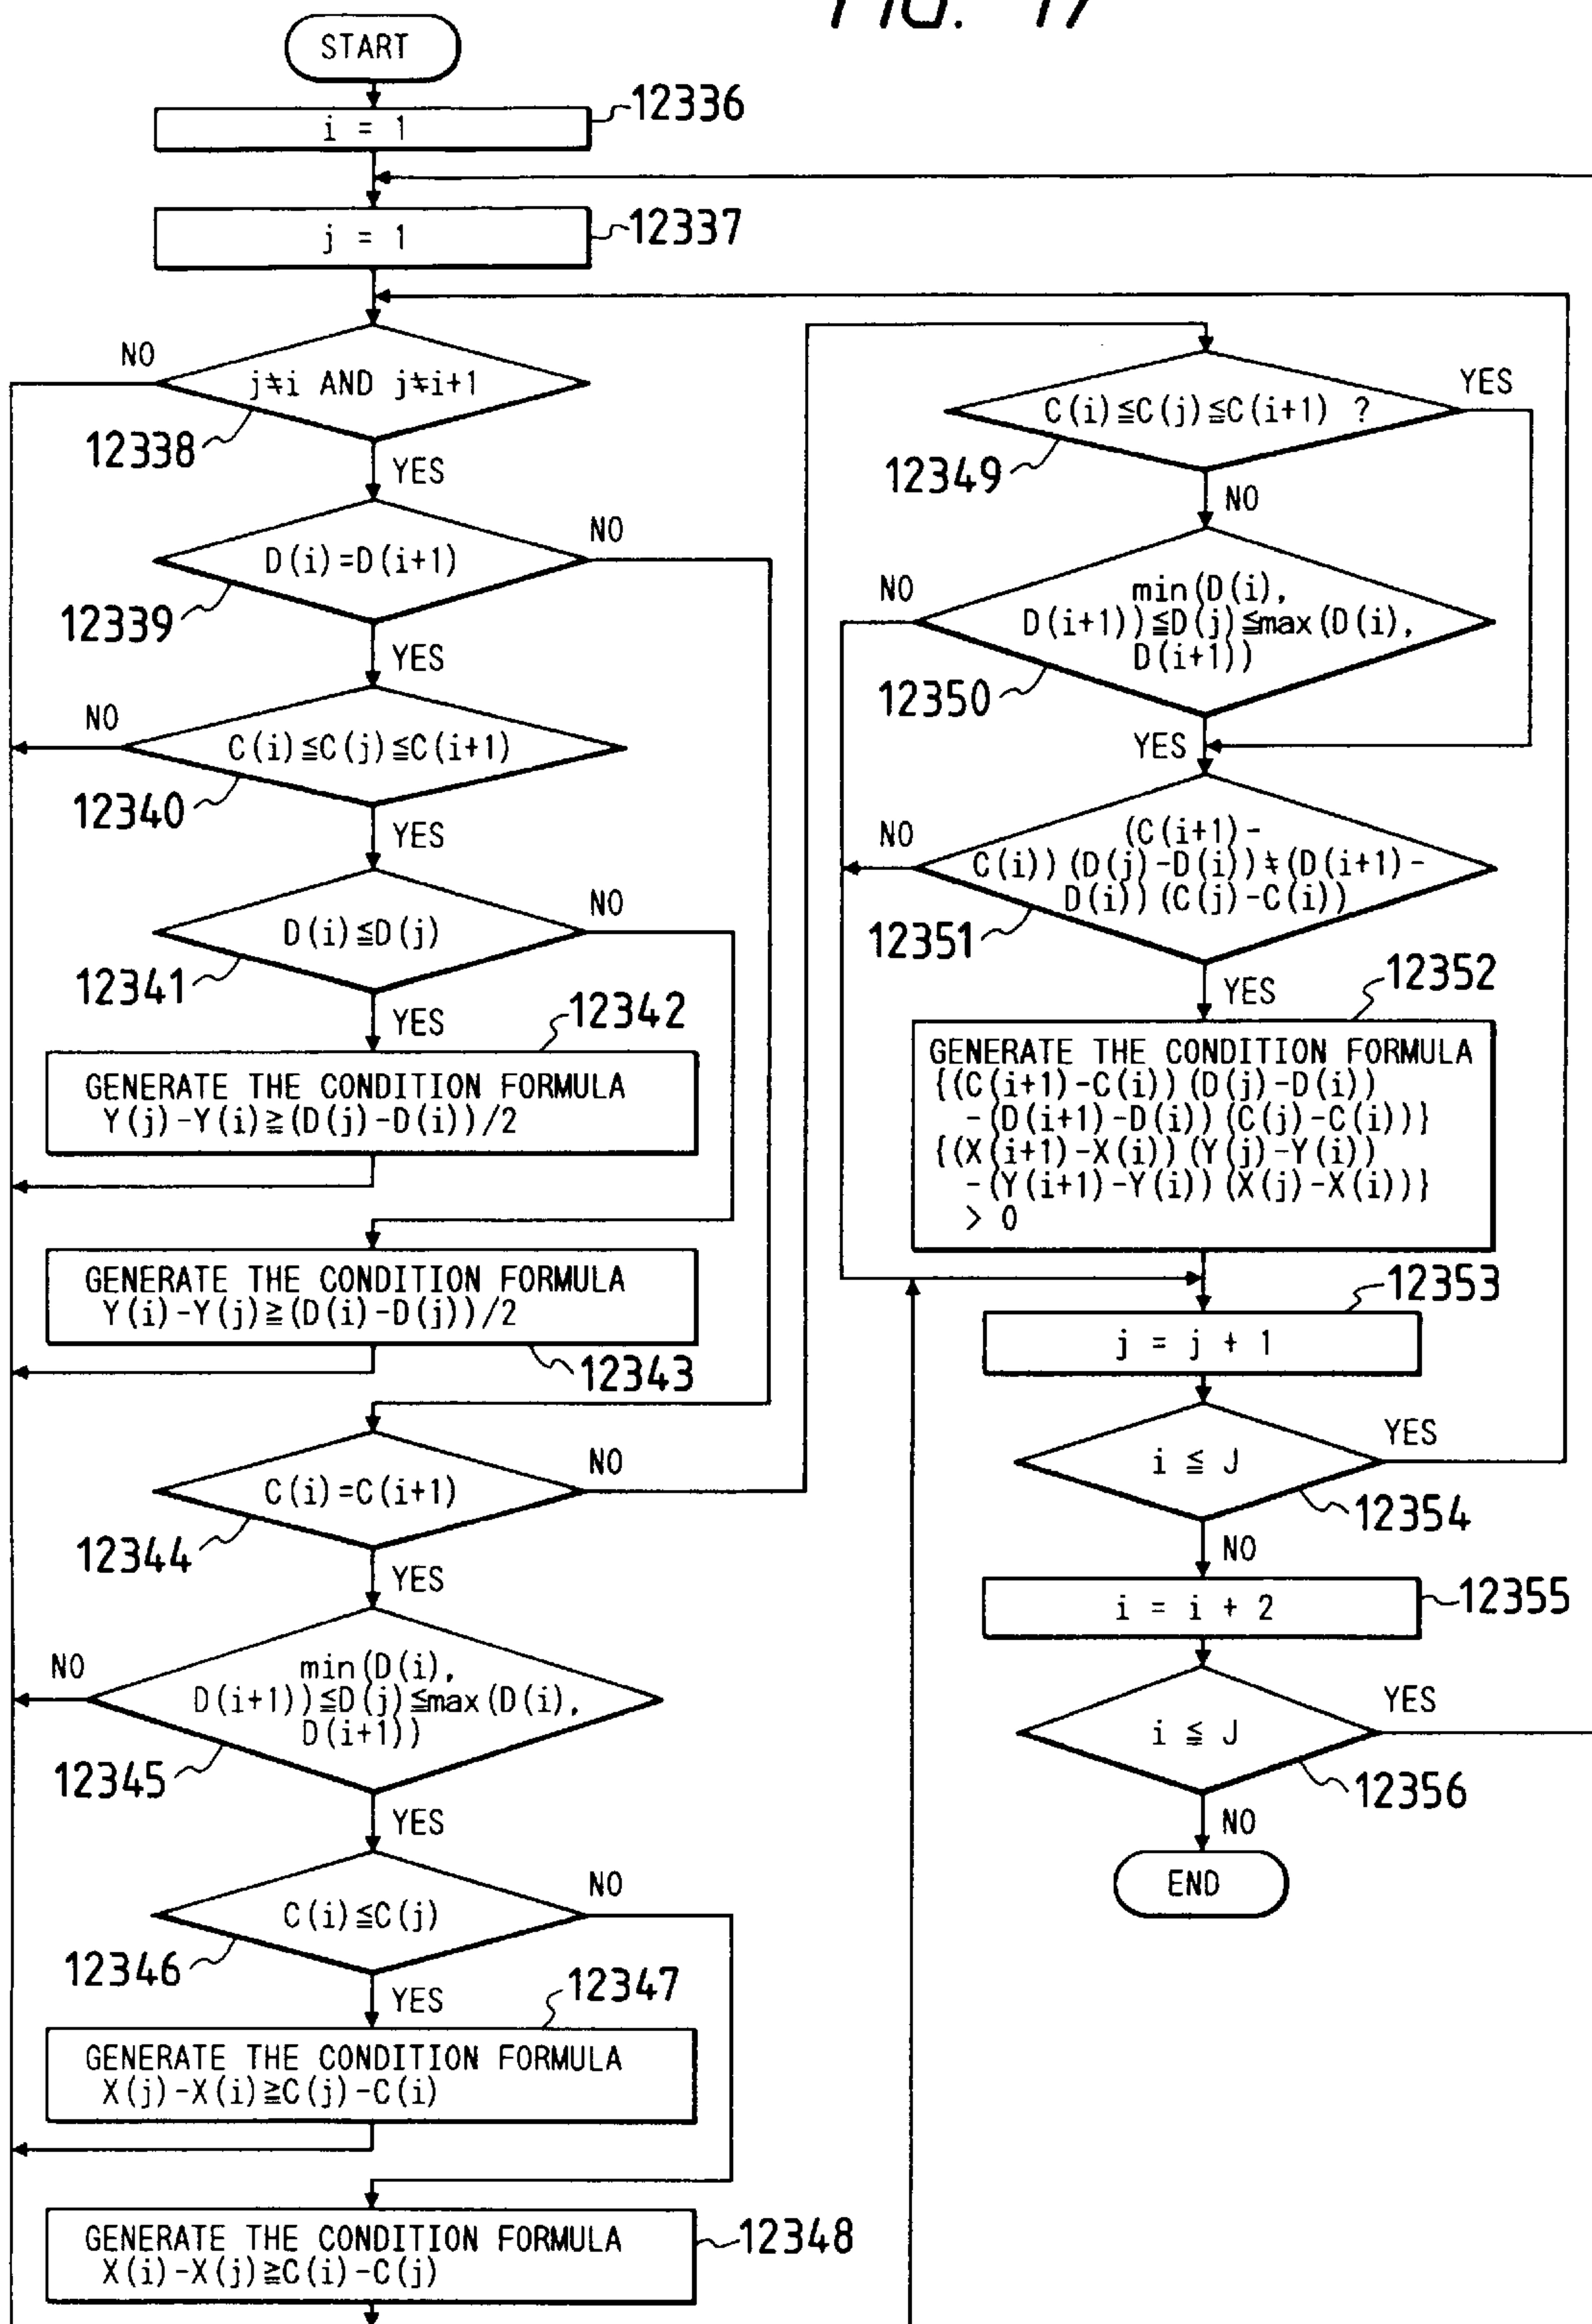 FIG. 17
START
i = 1
12336
j = 1
12337
NO
j≠i AND j≠i+1
12338
YES
D(i)=D(i+1)
NO
12339
YES
NO
C(i)≦C(j)≦C(i+1)
12340
YES
D(i)≦D(j)
NO
12341
YES
12342
GENERATE THE CONDITION FORMULA
Y(j)-Y(i)≧(D(j)-D(i))/2
GENERATE THE CONDITION FORMULA
Y(i)-Y(j)≧(D(i)-D(j))/2
12343
C(i)=C(i+1)
NO
12344
YES
NO
min(D(i),
D(i+1))≦D(j)≦max(D(i),
D(i+1))
12345
YES
C(i)≦C(j)
NO
12346
YES
12347
GENERATE THE CONDITION FORMULA
X(j)-X(i)≧C(j)-C(i)
GENERATE THE CONDITION FORMULA
X(i)-X(j)≧C(i)-C(j)
12348
C(i)≦C(j)≦C(i+1) ?
YES
12349
NO
NO
min(D(i),
D(i+1))≦D(j)≦max(D(i),
D(i+1))
12350
YES
NO
(C(i+1)-
C(i))(D(j)-D(i))≠(D(i+1)-
D(i))(C(j)-C(i))
12351
YES
12352
GENERATE THE CONDITION FORMULA
{(C(i+1)-C(i))(D(j)-D(i))
-(D(i+1)-D(i))(C(j)-C(i))}
{(X(i+1)-X(i))(Y(j)-Y(i))
-(Y(i+1)-Y(i))(X(j)-X(i))}
> 0
12353
j = j + 1
i ≦ J
YES
12354
NO
i = i + 2
12355
i ≦ J
YES
12356
NO
END